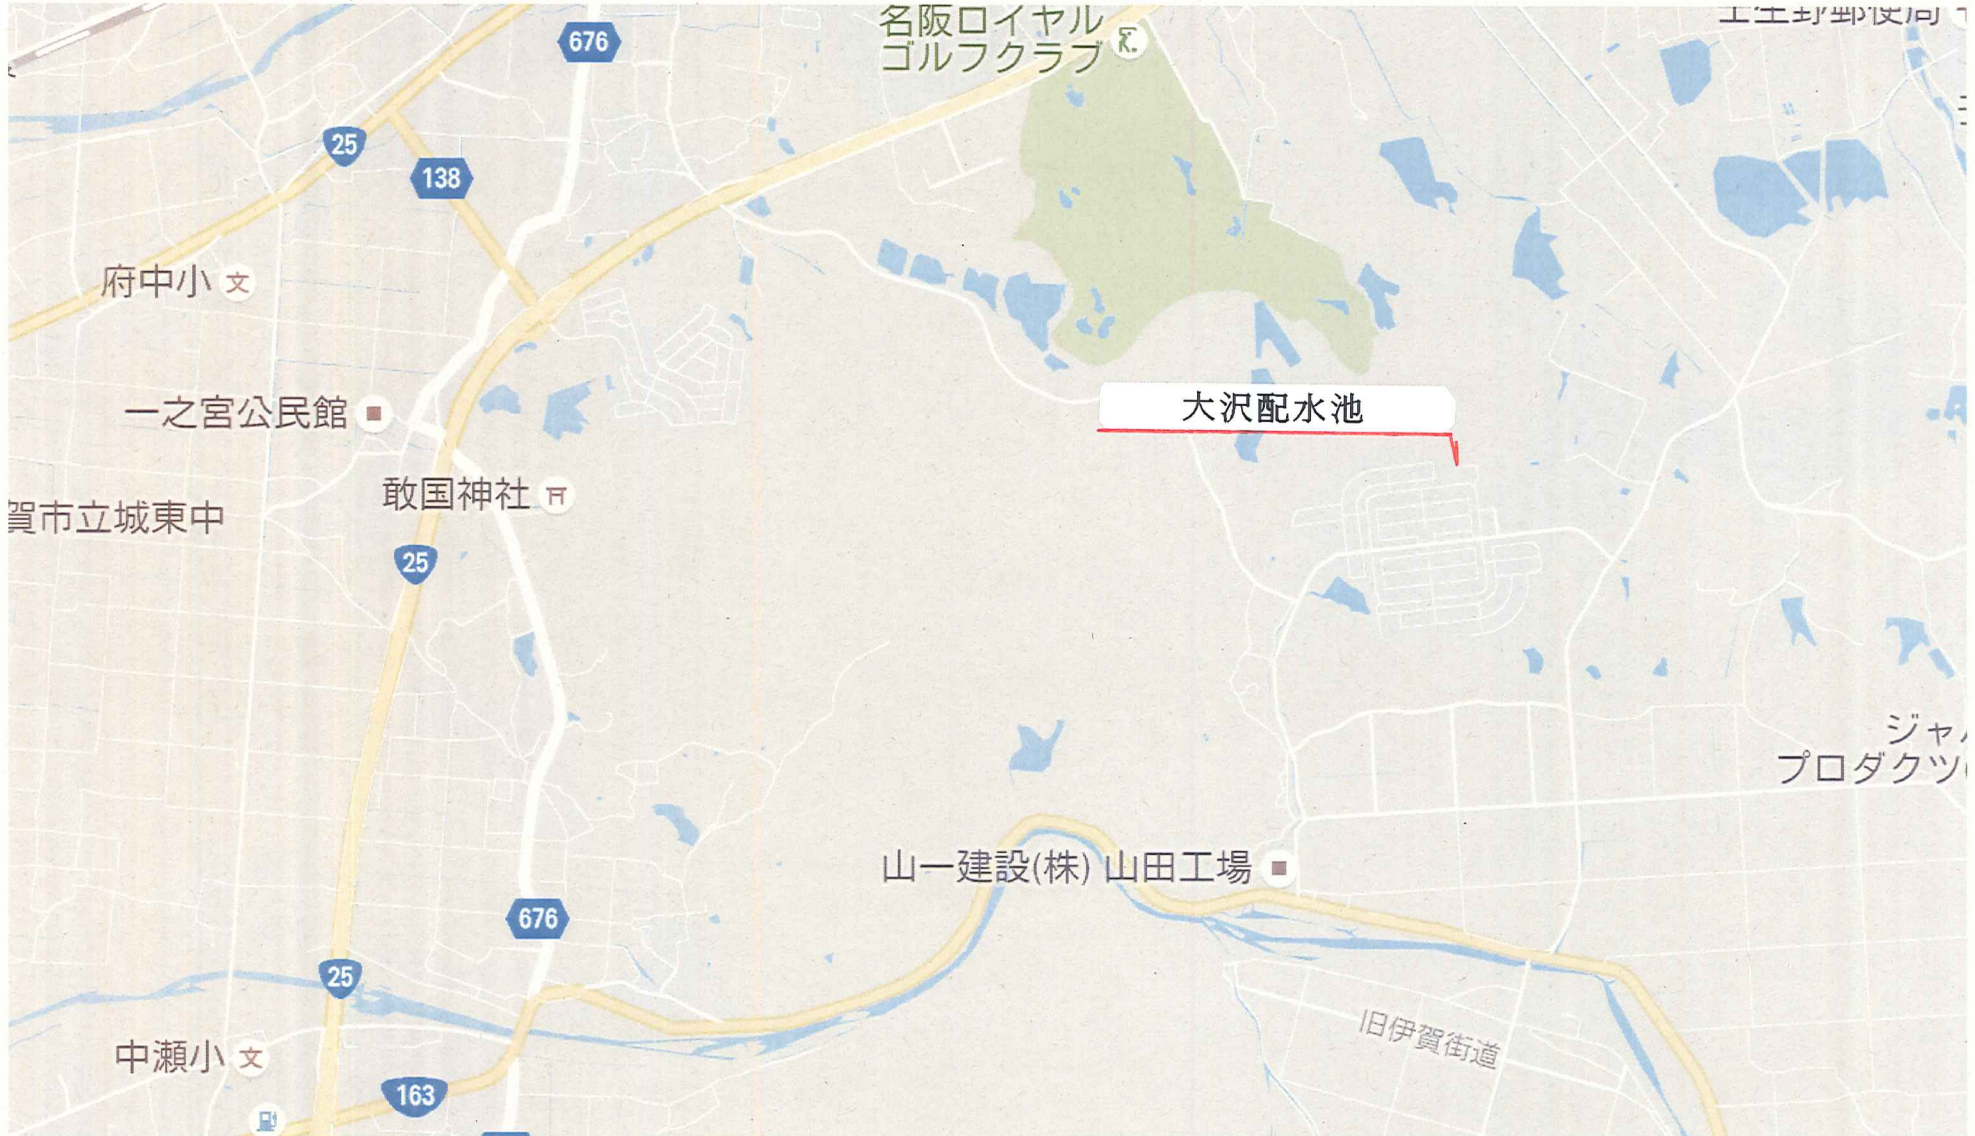 名阪ロイヤル
ゴルフクラブ
676
25
138
府中小
文
一之宮公民館
大沢配水池
敢国神社
賀市立城東中
25
ジャ
プロダクツ
山一建設(株) 山田工場
676
25
旧伊賀街道
中瀬小
文
163